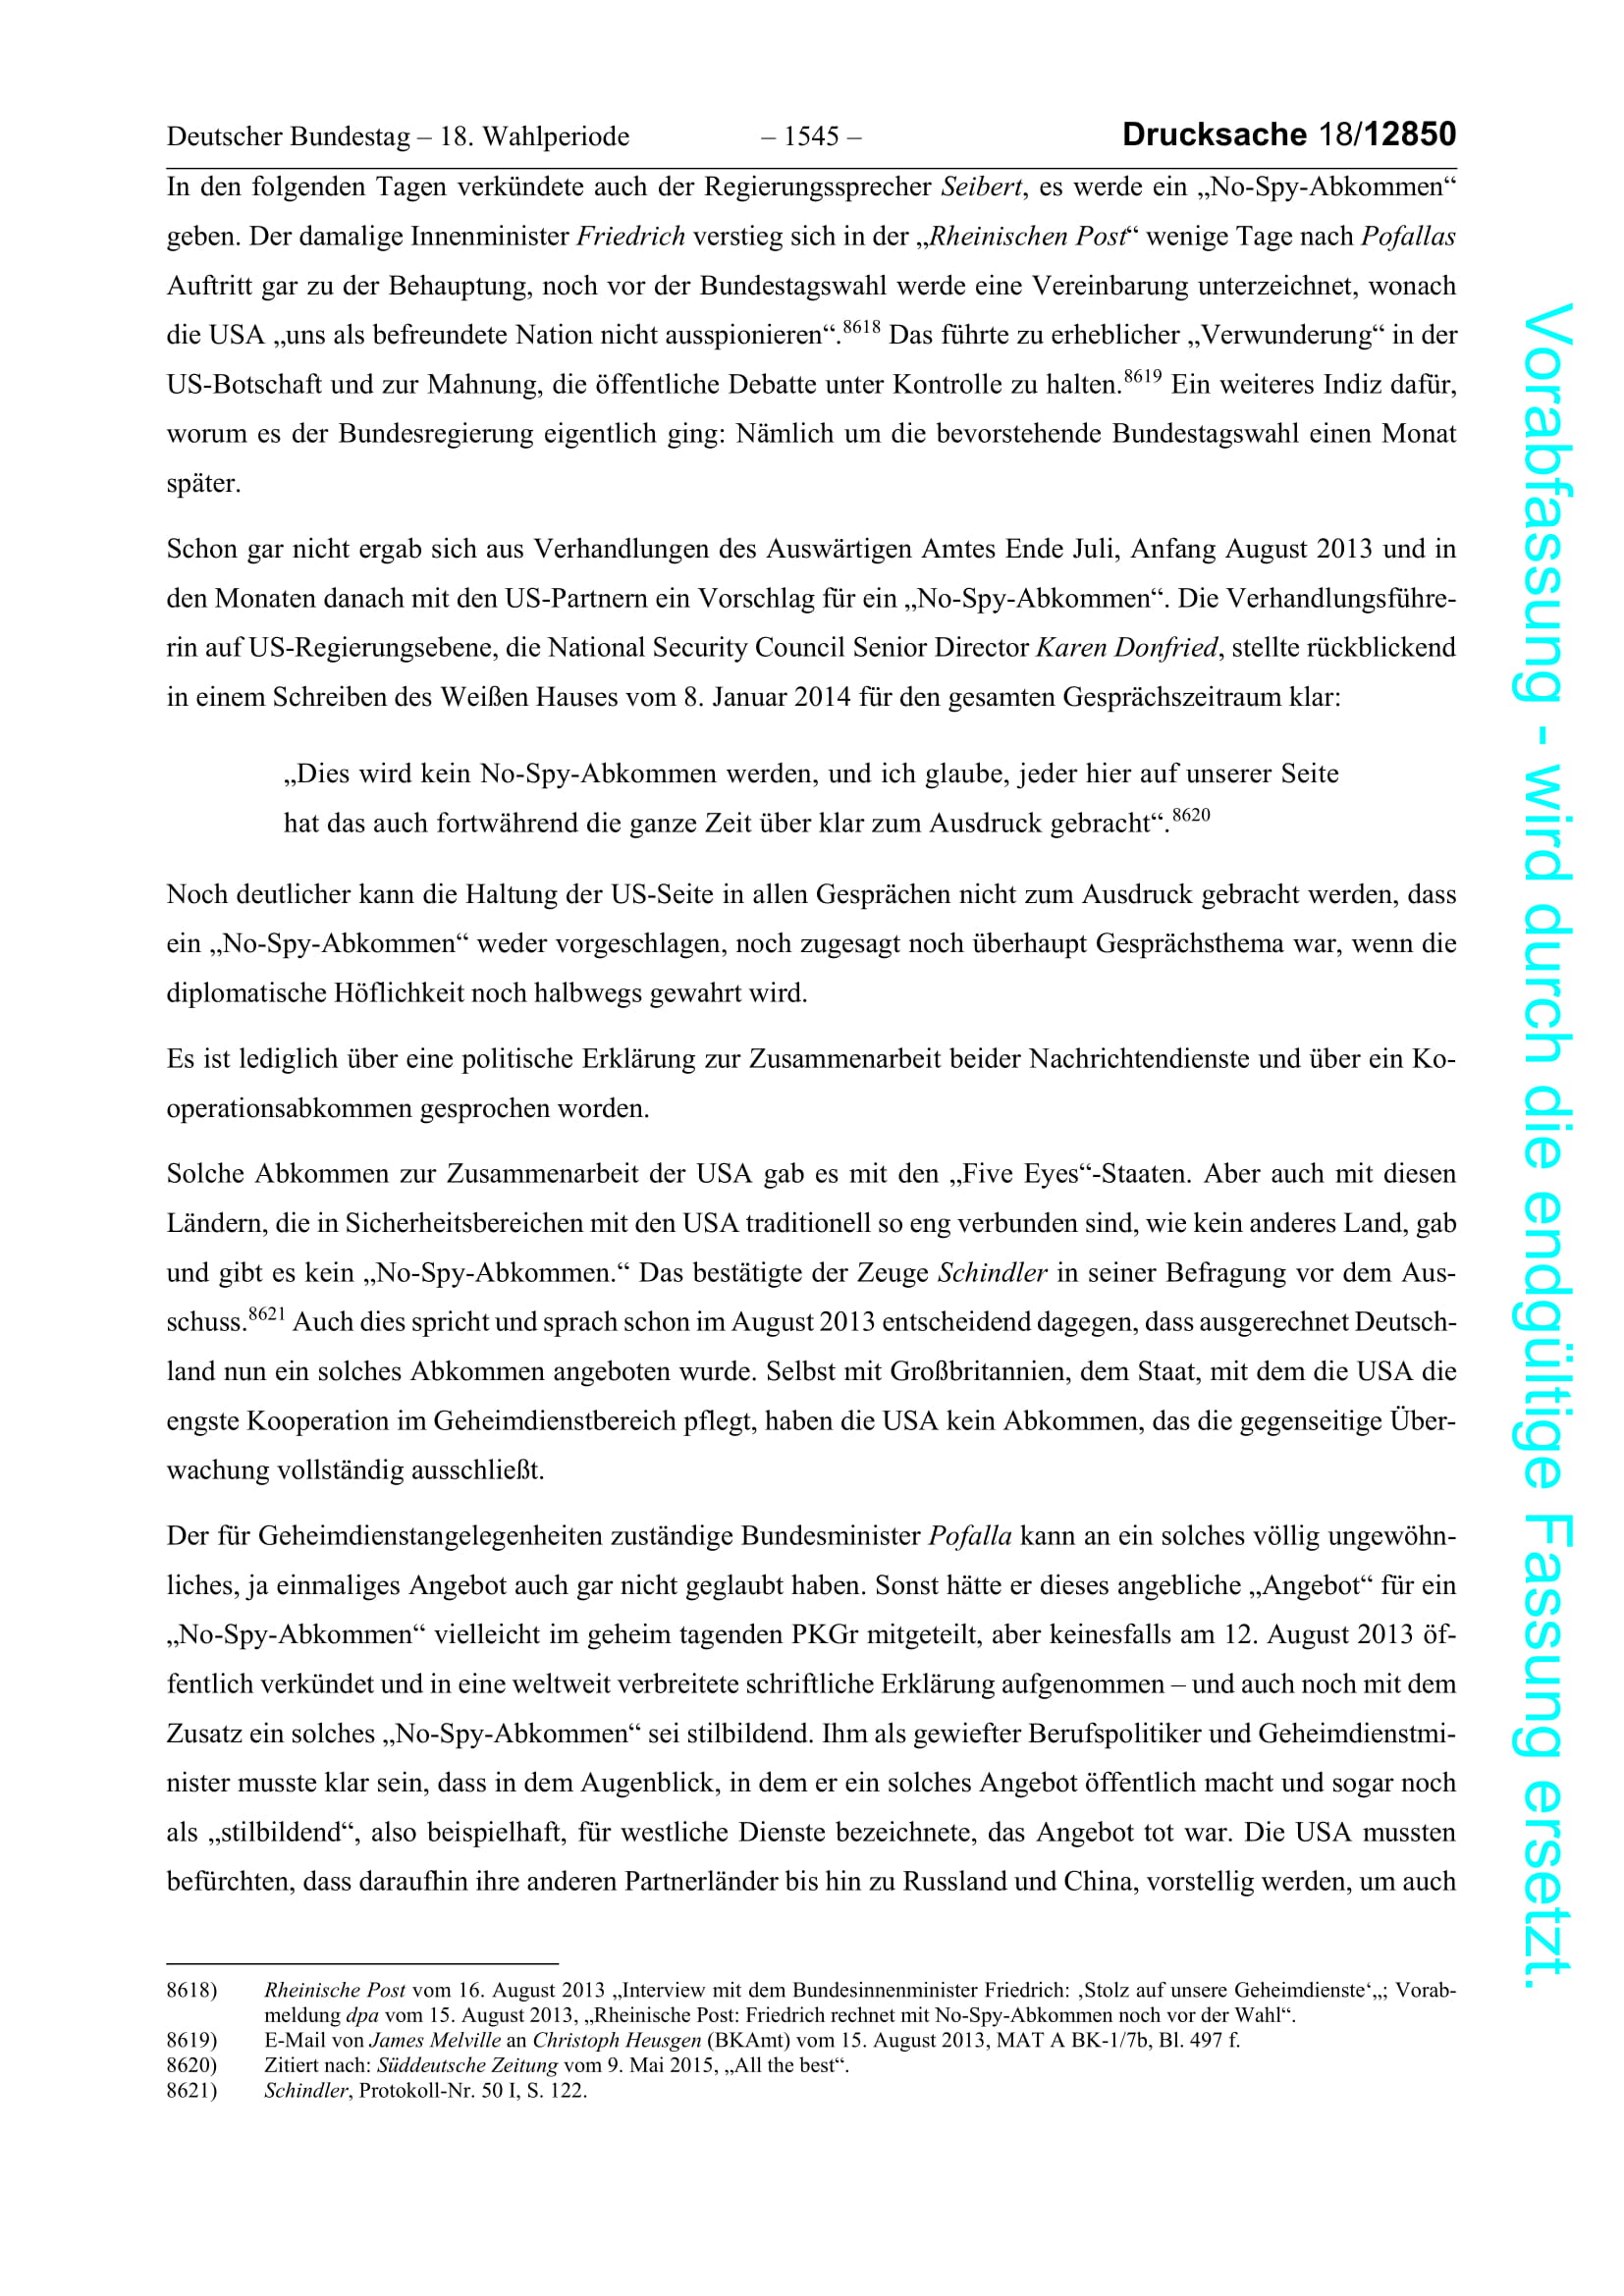 Deutscher Bundestag – 18. Wahlperiode – 1545 – Drucksache 18/12850
In den folgenden Tagen verkündete auch der Regierungssprecher Seibert, es werde ein „No-Spy-Abkommen“
geben. Der damalige Innenminister Friedrich verstieg sich in der „Rheinischen Post“ wenige Tage nach Pofallas
Auftritt gar zu der Behauptung, noch vor der Bundestagswahl werde eine Vereinbarung unterzeichnet, wonach
die USA „uns als befreundete Nation nicht ausspionieren“.8618 Das führte zu erheblicher „Verwunderung“ in der
US-Botschaft und zur Mahnung, die öffentliche Debatte unter Kontrolle zu halten.8619 Ein weiteres Indiz dafür,
worum es der Bundesregierung eigentlich ging: Nämlich um die bevorstehende Bundestagswahl einen Monat
später.
Schon gar nicht ergab sich aus Verhandlungen des Auswärtigen Amtes Ende Juli, Anfang August 2013 und in
den Monaten danach mit den US-Partnern ein Vorschlag für ein „No-Spy-Abkommen“. Die Verhandlungsführe-
rin auf US-Regierungsebene, die National Security Council Senior Director Karen Donfried, stellte rückblickend
in einem Schreiben des Weißen Hauses vom 8. Januar 2014 für den gesamten Gesprächszeitraum klar:
„Dies wird kein No-Spy-Abkommen werden, und ich glaube, jeder hier auf unserer Seite
hat das auch fortwährend die ganze Zeit über klar zum Ausdruck gebracht“.8620
Noch deutlicher kann die Haltung der US-Seite in allen Gesprächen nicht zum Ausdruck gebracht werden, dass
ein „No-Spy-Abkommen“ weder vorgeschlagen, noch zugesagt noch überhaupt Gesprächsthema war, wenn die
diplomatische Höflichkeit noch halbwegs gewahrt wird.
Es ist lediglich über eine politische Erklärung zur Zusammenarbeit beider Nachrichtendienste und über ein Ko-
operationsabkommen gesprochen worden.
Solche Abkommen zur Zusammenarbeit der USA gab es mit den „Five Eyes“-Staaten. Aber auch mit diesen
Ländern, die in Sicherheitsbereichen mit den USA traditionell so eng verbunden sind, wie kein anderes Land, gab
und gibt es kein „No-Spy-Abkommen.“ Das bestätigte der Zeuge Schindler in seiner Befragung vor dem Aus-
schuss.8621 Auch dies spricht und sprach schon im August 2013 entscheidend dagegen, dass ausgerechnet Deutsch-
land nun ein solches Abkommen angeboten wurde. Selbst mit Großbritannien, dem Staat, mit dem die USA die
engste Kooperation im Geheimdienstbereich pflegt, haben die USA kein Abkommen, das die gegenseitige Über-
wachung vollständig ausschließt.
Der für Geheimdienstangelegenheiten zuständige Bundesminister Pofalla kann an ein solches völlig ungewöhn-
liches, ja einmaliges Angebot auch gar nicht geglaubt haben. Sonst hätte er dieses angebliche „Angebot“ für ein
„No-Spy-Abkommen“ vielleicht im geheim tagenden PKGr mitgeteilt, aber keinesfalls am 12. August 2013 öf-
fentlich verkündet und in eine weltweit verbreitete schriftliche Erklärung aufgenommen – und auch noch mit dem
Zusatz ein solches „No-Spy-Abkommen“ sei stilbildend. Ihm als gewiefter Berufspolitiker und Geheimdienstmi-
nister musste klar sein, dass in dem Augenblick, in dem er ein solches Angebot öffentlich macht und sogar noch
als „stilbildend“, also beispielhaft, für westliche Dienste bezeichnete, das Angebot tot war. Die USA mussten
befürchten, dass daraufhin ihre anderen Partnerländer bis hin zu Russland und China, vorstellig werden, um auch
8618) Rheinische Post vom 16. August 2013 „Interview mit dem Bundesinnenminister Friedrich: ‚Stolz auf unsere Geheimdienste‘„; Vorab-
meldung dpa vom 15. August 2013, „Rheinische Post: Friedrich rechnet mit No-Spy-Abkommen noch vor der Wahl“.
8619) E-Mail von James Melville an Christoph Heusgen (BKAmt) vom 15. August 2013, MAT A BK-1/7b, Bl. 497 f.
8620) Zitiert nach: Süddeutsche Zeitung vom 9. Mai 2015, „All the best“.
8621) Schindler, Protokoll-Nr. 50 I, S. 122.
Vorabfassung - wird durch die endgültige Fassung ersetzt.